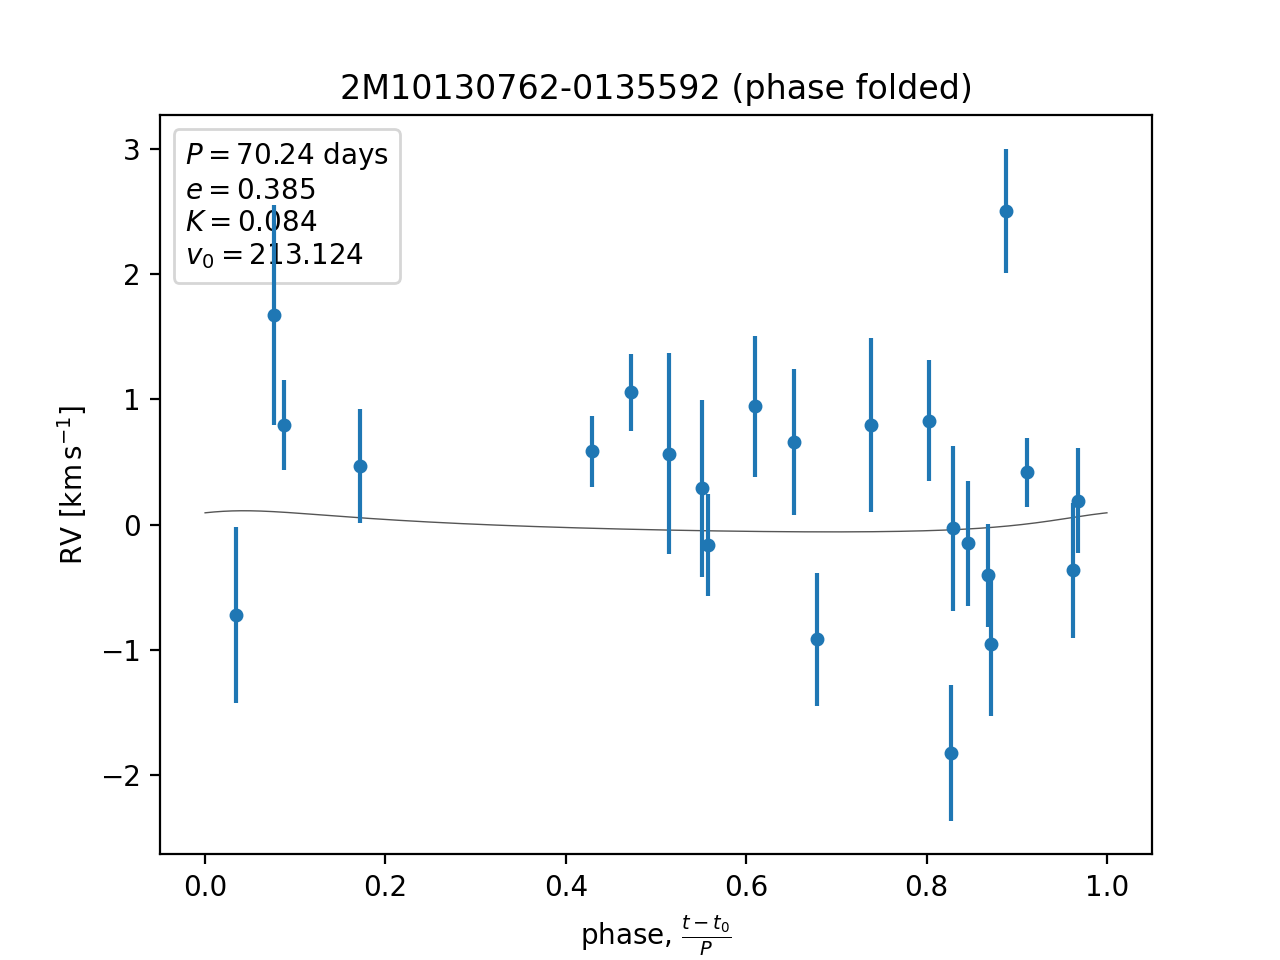 2M10130762-0135592 (phase folded)
P = 70.24 days
e = 0.385
K = 0.084
v₀ = 213.124
3
2
1
0
−1
−2
RV [km s⁻¹]
0.0 0.2 0.4 0.6 0.8 1.0
phase, (t − t₀)/P